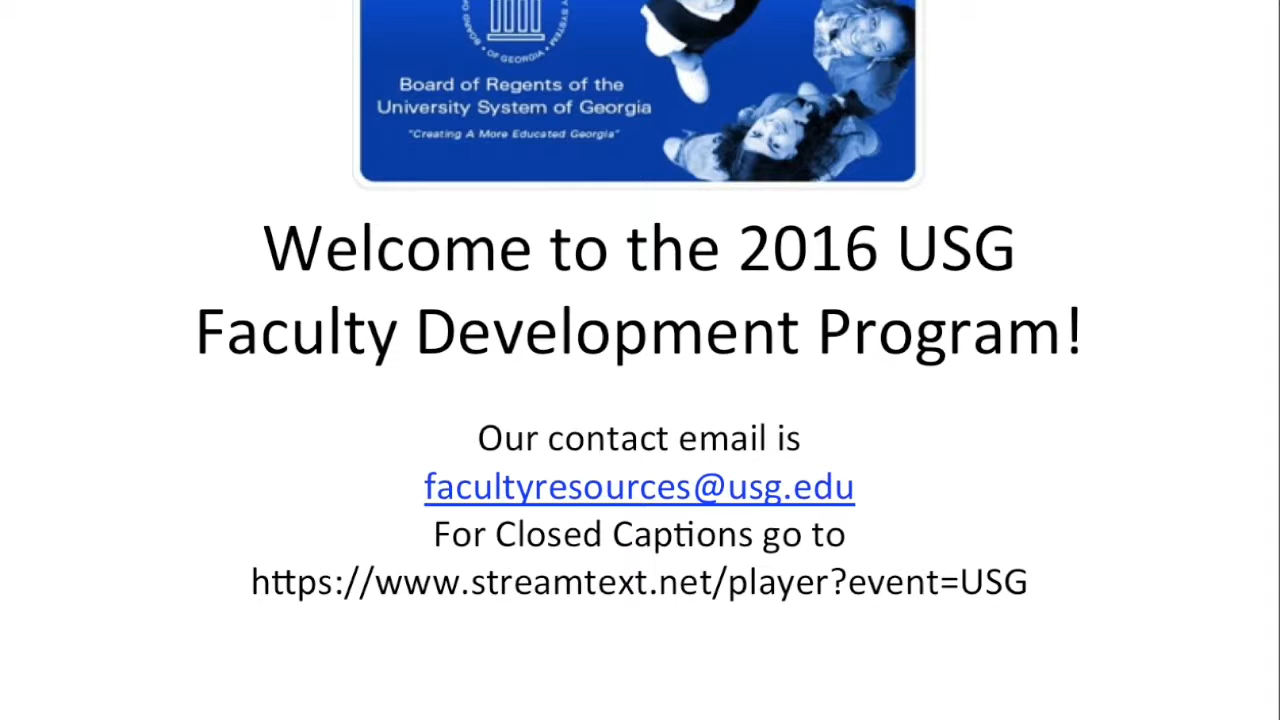 OF GEORGIA
Board of Regents of the
University System of Georgia
"Creating A More Educated Georgia"
Welcome to the 2016 USG
Faculty Development Program!
Our contact email is
facultyresources@usg.edu
For Closed Captions go to
https://www.streamtext.net/player?event=USG